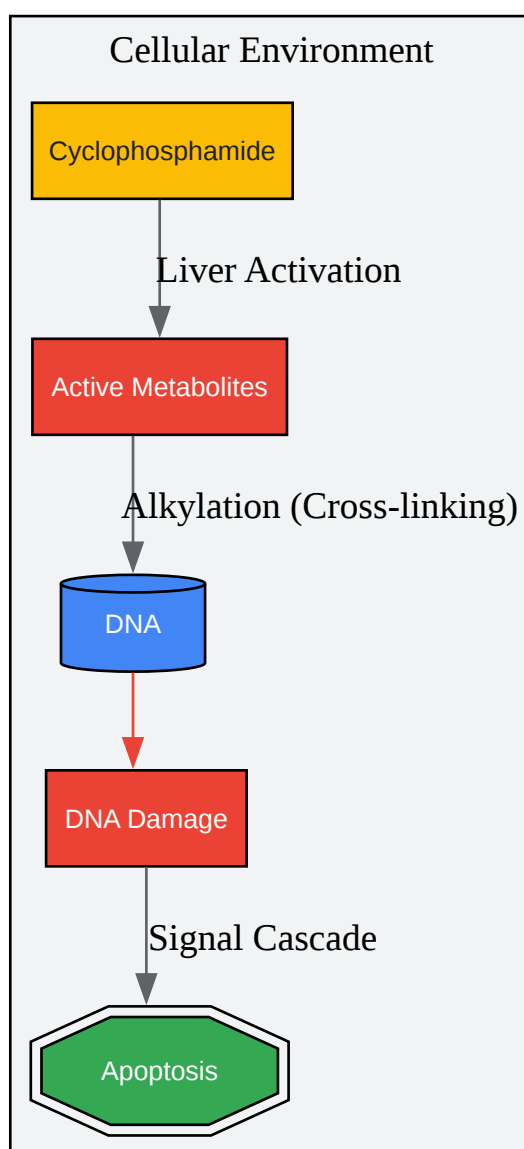 Cellular Environment
Cyclophosphamide
Liver Activation
Active Metabolites
Alkylation (Cross-linking)
DNA
DNA Damage
Signal Cascade
Apoptosis